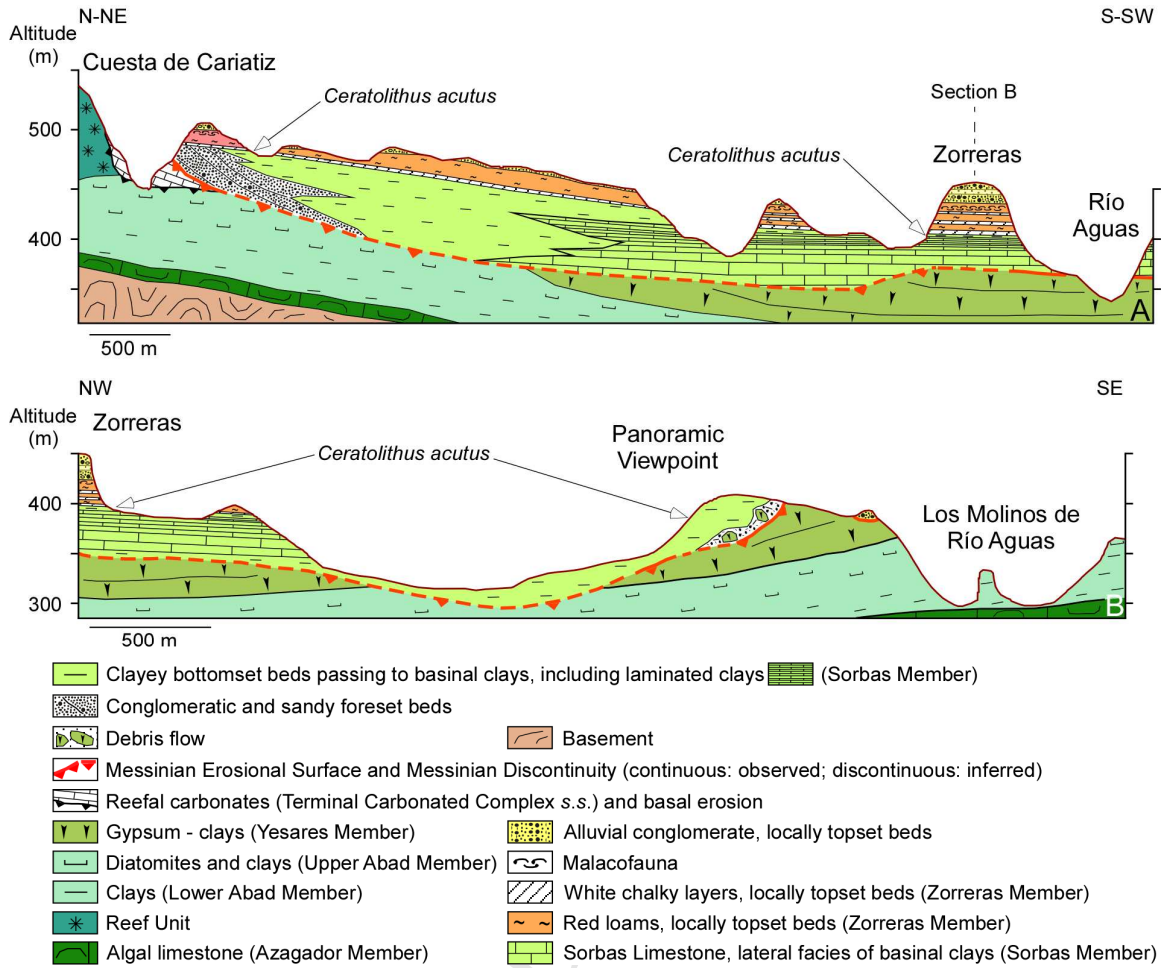 N-NE
S-SW
Altitude
(m)
Cuesta de Cariatiz
Ceratolithus acutus
Section B
500
Ceratolithus acutus
Zorreras
Río
Aguas
400
A
500 m
NW
SE
Altitude
(m)
Zorreras
Ceratolithus acutus
Panoramic
Viewpoint
400
Los Molinos de
Río Aguas
300
B
500 m
Clayey bottomset beds passing to basinal clays, including laminated clays (Sorbas Member)
Conglomeratic and sandy foreset beds
Debris flow
Basement
Messinian Erosional Surface and Messinian Discontinuity (continuous: observed; discontinuous: inferred)
Reefal carbonates (Terminal Carbonated Complex s.s.) and basal erosion
Gypsum - clays (Yesares Member)
Alluvial conglomerate, locally topset beds
Diatomites and clays (Upper Abad Member)
Malacofauna
Clays (Lower Abad Member)
White chalky layers, locally topset beds (Zorreras Member)
Reef Unit
Red loams, locally topset beds (Zorreras Member)
Algal limestone (Azagador Member)
Sorbas Limestone, lateral facies of basinal clays (Sorbas Member)